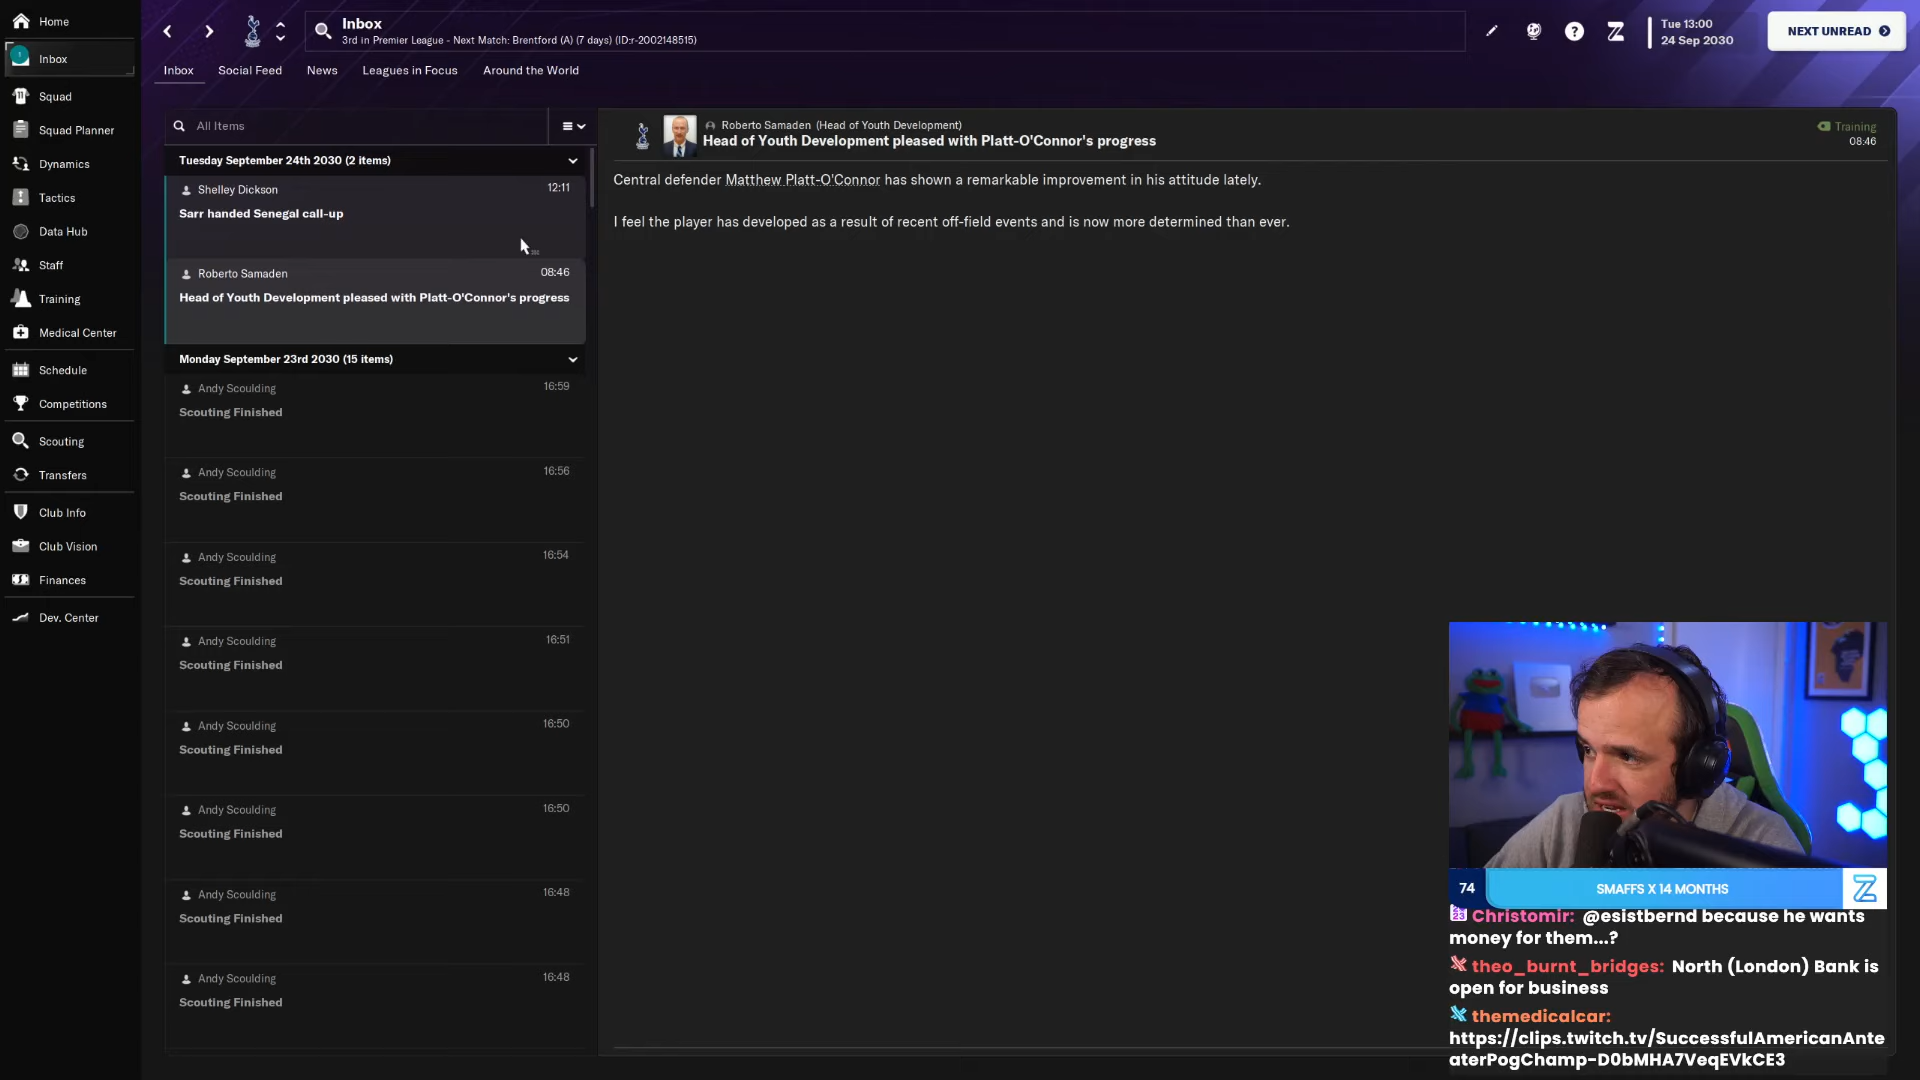 Home
Inbox
Squad
Squad Planner
Dynamics
Tactics
Data Hub
Staff
Training
Medical Center
Schedule
Competitions
Scouting
Transfers
Club Info
Club Vision
Finances
Dev. Center
Inbox
3rd in Premier League - Next Match: Brentford (A) (7 days) (ID:r-2002148515)
Tue 13:00
24 Sep 2030
NEXT UNREAD
Inbox Social Feed News Leagues in Focus Around the World
All Items
Tuesday September 24th 2030 (2 items)
Shelley Dickson 12:11
Sarr handed Senegal call-up
Roberto Samaden 08:46
Head of Youth Development pleased with Platt-O'Connor's progress
Monday September 23rd 2030 (15 items)
Andy Scoulding 16:59
Scouting Finished
Andy Scoulding 16:56
Scouting Finished
Andy Scoulding 16:54
Scouting Finished
Andy Scoulding 16:51
Scouting Finished
Andy Scoulding 16:50
Scouting Finished
Andy Scoulding 16:50
Scouting Finished
Andy Scoulding 16:48
Scouting Finished
Andy Scoulding 16:48
Scouting Finished
Roberto Samaden (Head of Youth Development)
Head of Youth Development pleased with Platt-O'Connor's progress
Training
08:46
Central defender Matthew Platt-O'Connor has shown a remarkable improvement in his attitude lately.
I feel the player has developed as a result of recent off-field events and is now more determined than ever.
74 SMAFFS X 14 MONTHS
Christomir: @esistbernd because he wants
money for them...?
theo_burnt_bridges: North (London) Bank is
open for business
themedicalcar:
https://clips.twitch.tv/SuccessfulAmericanAnte
aterPogChamp-D0bMHA7VeqEVkCE3